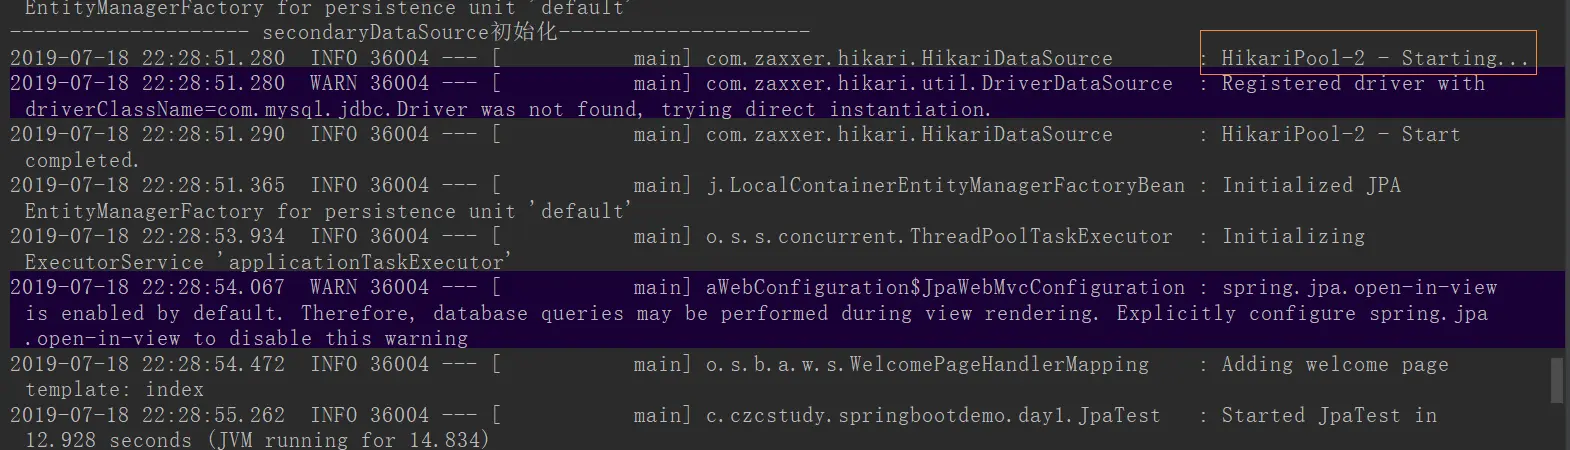 EntityManagerFactory for persistence unit 'default'
-------------------- secondaryDataSource初始化---------------------
2019-07-18 22:28:51.280  INFO 36004 --- [           main] com.zaxxer.hikari.HikariDataSource       : HikariPool-2 - Starting...
2019-07-18 22:28:51.280  WARN 36004 --- [           main] com.zaxxer.hikari.util.DriverDataSource  : Registered driver with
driverClassName=com.mysql.jdbc.Driver was not found, trying direct instantiation.
2019-07-18 22:28:51.290  INFO 36004 --- [           main] com.zaxxer.hikari.HikariDataSource       : HikariPool-2 - Start
completed.
2019-07-18 22:28:51.365  INFO 36004 --- [           main] j.LocalContainerEntityManagerFactoryBean : Initialized JPA
EntityManagerFactory for persistence unit 'default'
2019-07-18 22:28:53.934  INFO 36004 --- [           main] o.s.s.concurrent.ThreadPoolTaskExecutor  : Initializing
ExecutorService 'applicationTaskExecutor'
2019-07-18 22:28:54.067  WARN 36004 --- [           main] aWebConfiguration$JpaWebMvcConfiguration : spring.jpa.open-in-view
is enabled by default. Therefore, database queries may be performed during view rendering. Explicitly configure spring.jpa
.open-in-view to disable this warning
2019-07-18 22:28:54.472  INFO 36004 --- [           main] o.s.b.a.w.s.WelcomePageHandlerMapping    : Adding welcome page
template: index
2019-07-18 22:28:55.262  INFO 36004 --- [           main] c.czcstudy.springbootdemo.day1.JpaTest   : Started JpaTest in
12.928 seconds (JVM running for 14.834)